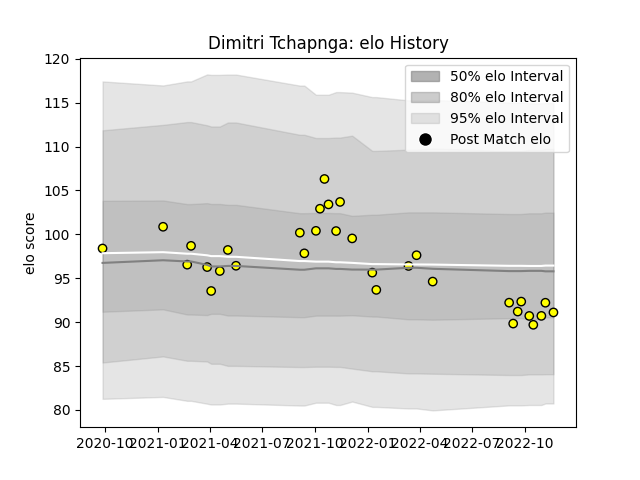 Dimitri Tchapnga: elo History
120
115
110
105
100
95
90
85
80
elo score
50% elo Interval
80% elo Interval
95% elo Interval
Post Match elo
2020-10 2021-01 2021-04 2021-07 2021-10 2022-01 2022-04 2022-07 2022-10